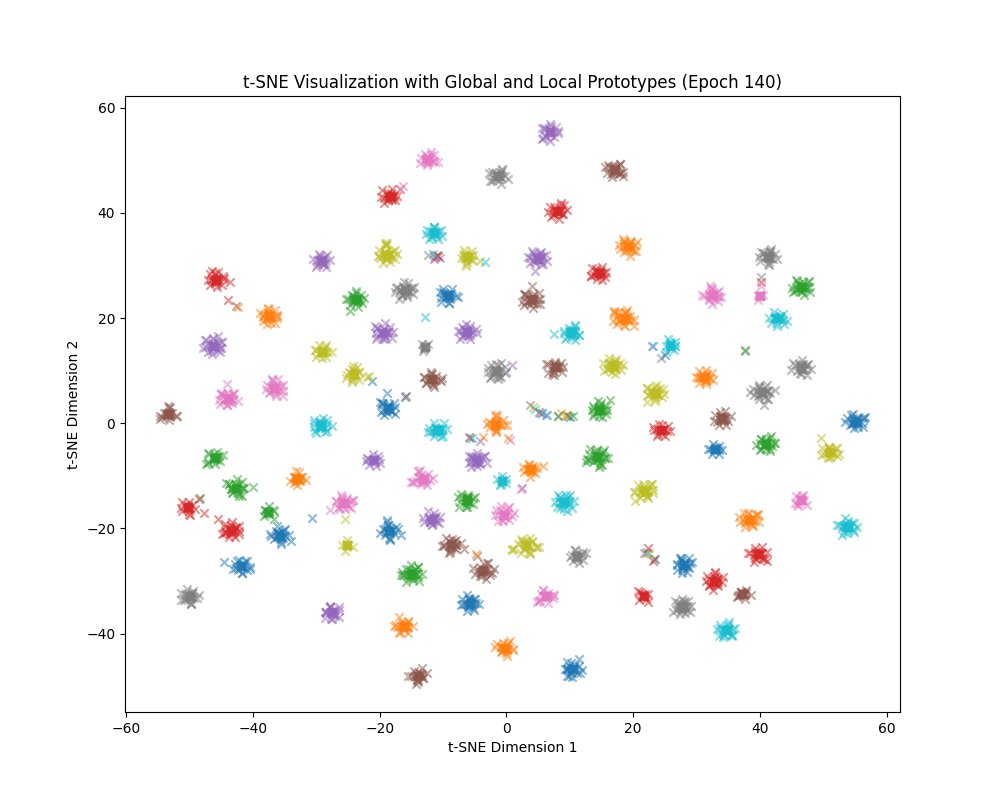 t-SNE Visualization with Global and Local Prototypes (Epoch 140)
60
40
20
0
−20
−40
t-SNE Dimension 2
−60 −40 −20 0 20 40 60
t-SNE Dimension 1